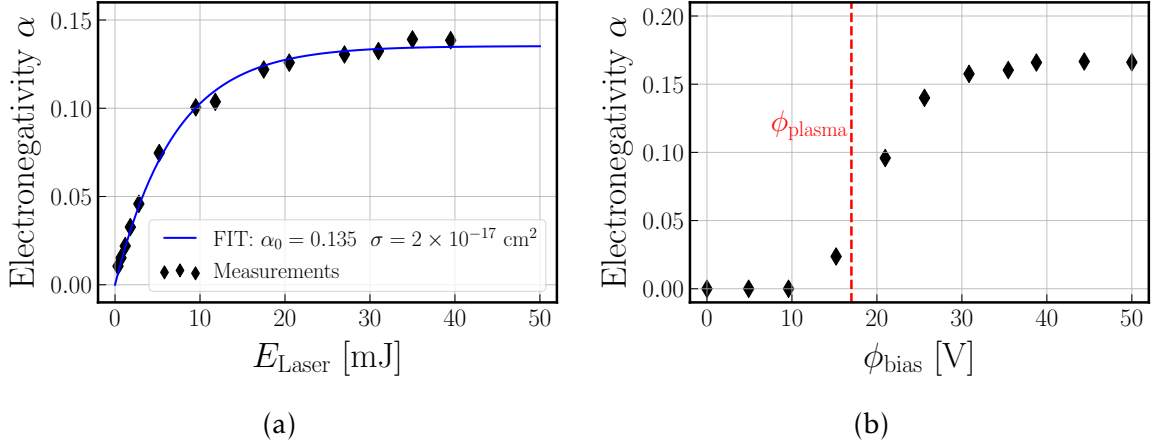 Electronegativity α
0.15
0.10
0.05
0.00
FIT: α₀ = 0.135 σ = 2 × 10⁻¹⁷ cm²
Measurements
0 10 20 30 40 50
E_Laser [mJ]
(a)
Electronegativity α
0.20
0.15
0.10
0.05
0.00
ϕ_plasma
0 10 20 30 40 50
ϕ_bias [V]
(b)